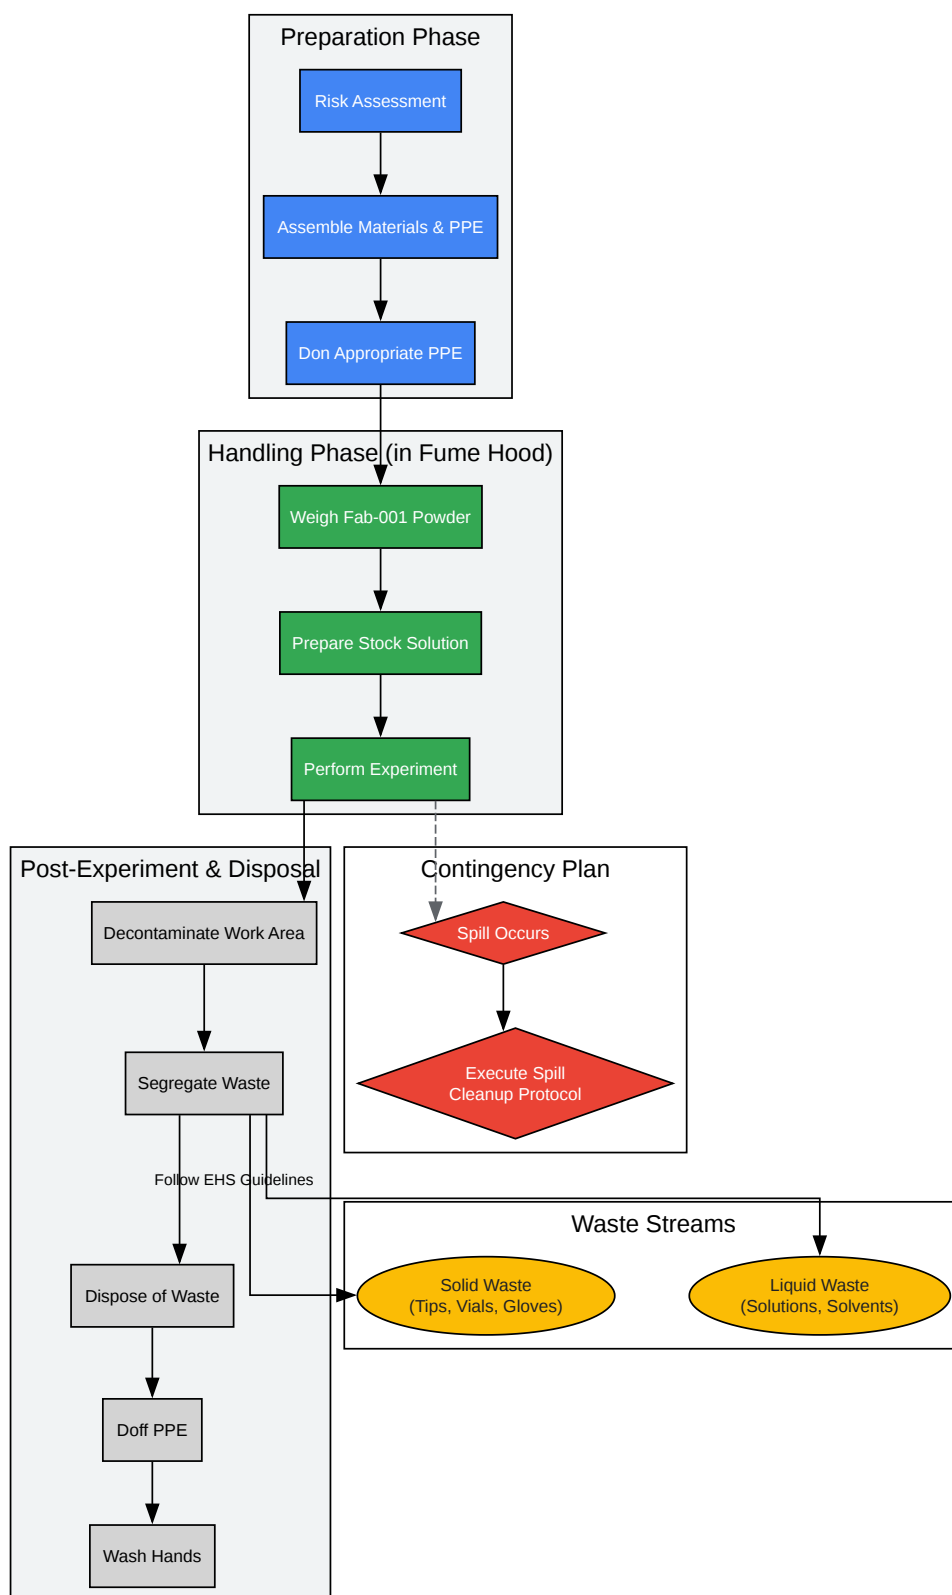 Preparation Phase
Risk Assessment
Assemble Materials & PPE
Don Appropriate PPE
Handling Phase (in Fume Hood)
Weigh Fab-001 Powder
Prepare Stock Solution
Perform Experiment
Post-Experiment & Disposal
Decontaminate Work Area
Segregate Waste
Follow EHS Guidelines
Dispose of Waste
Doff PPE
Wash Hands
Contingency Plan
Spill Occurs
Execute Spill
Cleanup Protocol
Waste Streams
Solid Waste
(Tips, Vials, Gloves)
Liquid Waste
(Solutions, Solvents)